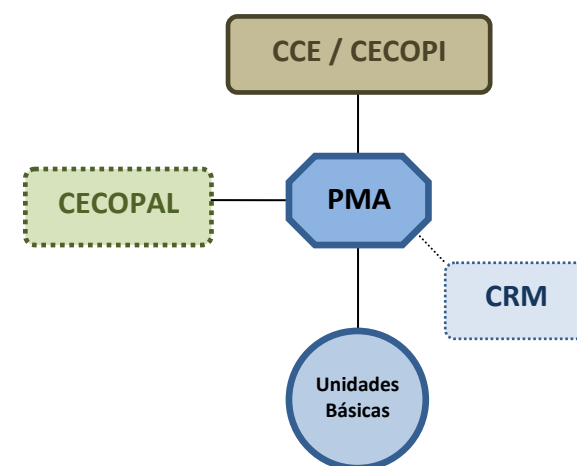 CCE / CECOPI
CECOPAL
PMA
CRM
Unidades
Básicas